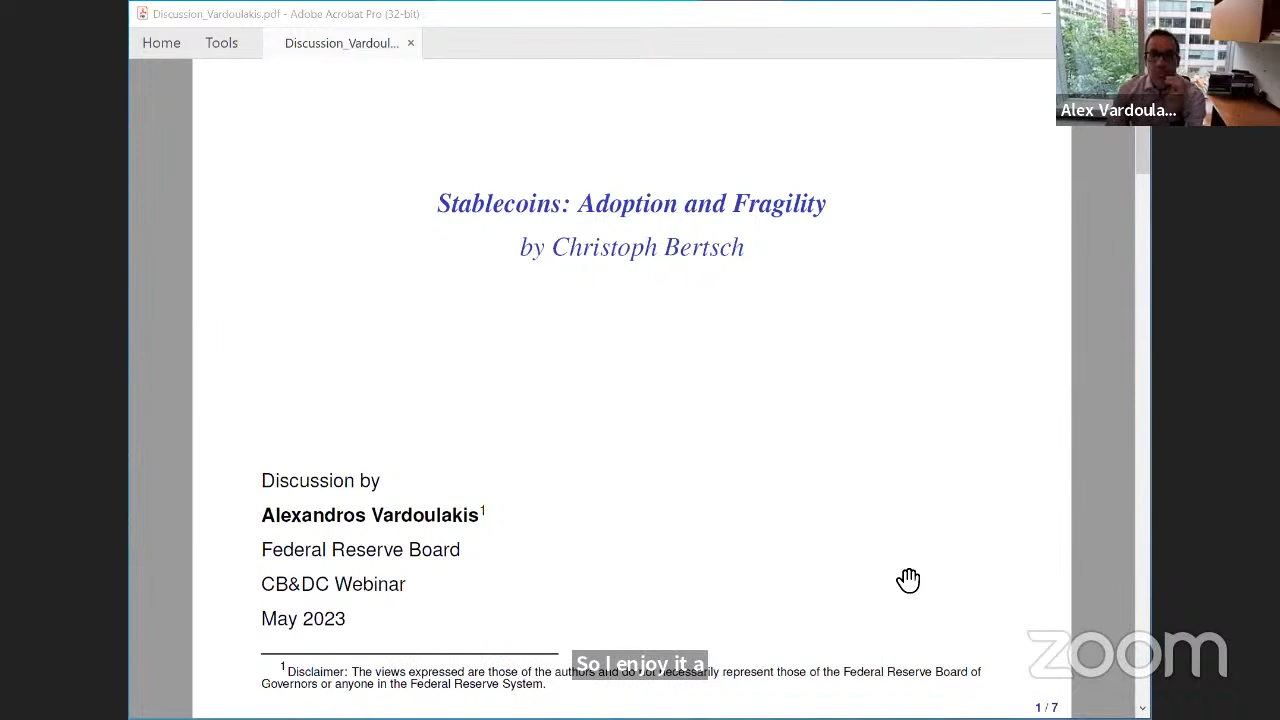 Discussion_Vardoulakis.pdf - Adobe Acrobat Pro (32-bit)
Home Tools Discussion_Vardoul... ×
Alex Vardoula...
Stablecoins: Adoption and Fragility
by Christoph Bertsch
Discussion by
Alexandros Vardoulakis1
Federal Reserve Board
CB&DC Webinar
May 2023
So I enjoy it a
1Disclaimer: The views expressed are those of the authors and do not necessarily represent those of the Federal Reserve Board of
Governors or anyone in the Federal Reserve System.
zoom
1 / 7